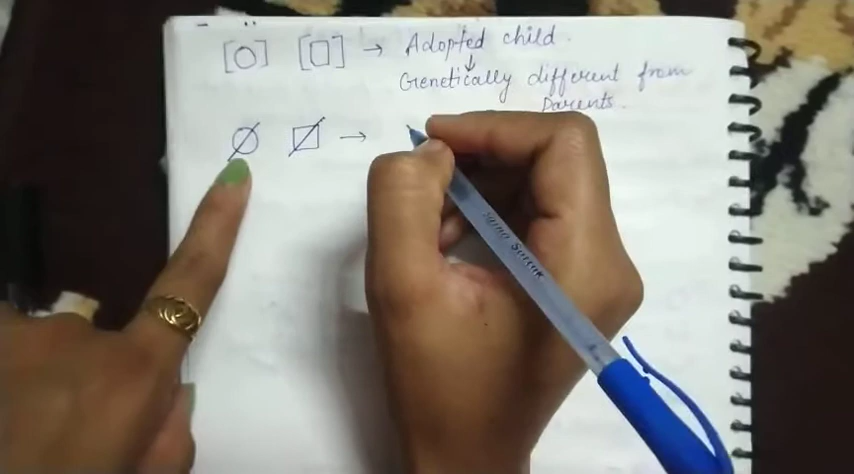 [○] [□] → Adopted child.
↓
Genetically different from
Parents.
→